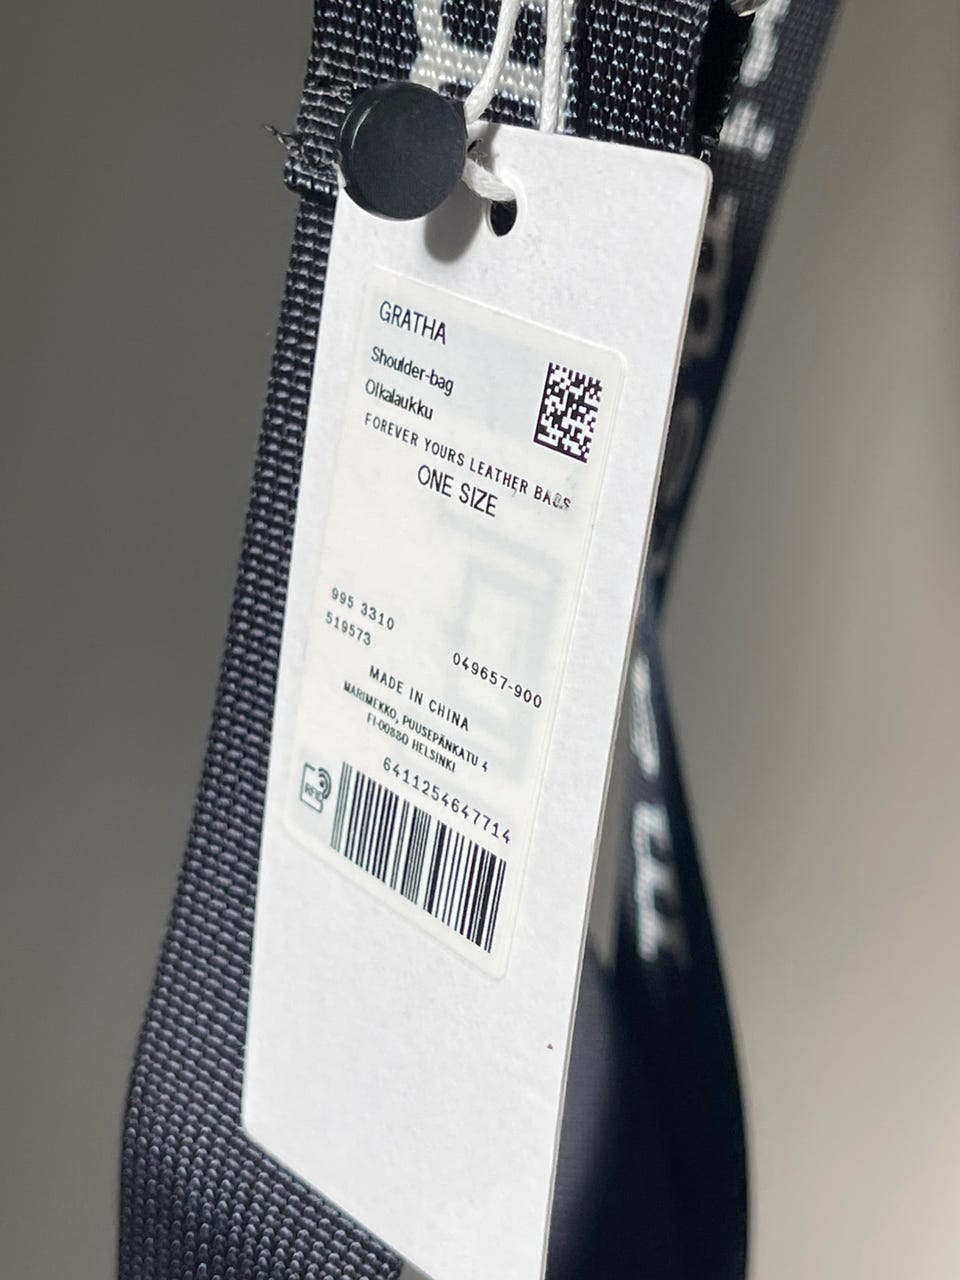 GRATHA
Shoulder-bag
Olkalaukku
FOREVER YOURS LEATHER BAGS
ONE SIZE
995 3310
519573
049657-900
MADE IN CHINA
MARIMEKKO, PUUSEPÄNKATU 4
FI-00880 HELSINKI
6411254647714
RFID